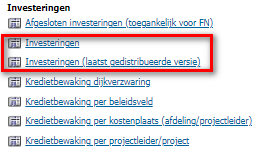 Investeringen
Afgesloten investeringen (toegankelijk voor FN)
Investeringen
Investeringen (laatst gedistribueerde versie)
Kredietbewaking dijkverzwaring
Kredietbewaking per beleidsveld
Kredietbewaking per kostenplaats (afdeling/projectleider)
Kredietbewaking per projectleider/project